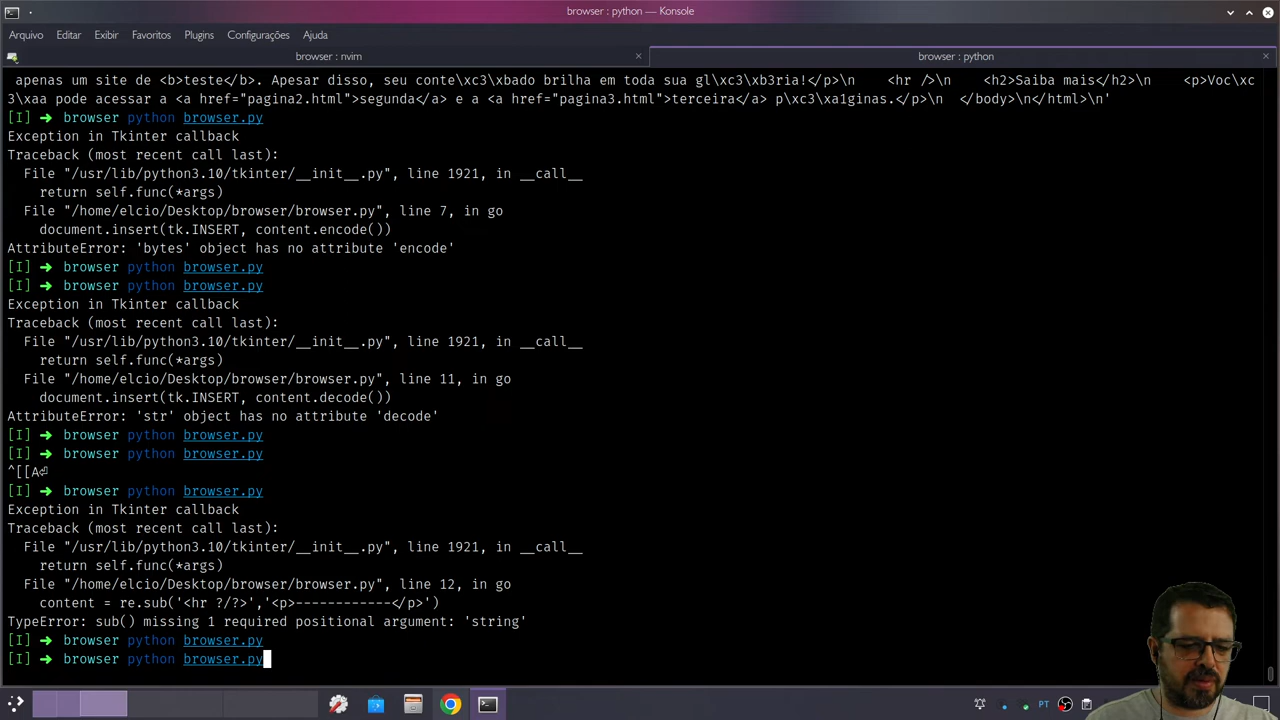 browser : python — Konsole
Arquivo Editar Exibir Favoritos Plugins Configurações Ajuda
browser : nvim
browser : python
apenas um site de <b>teste</b>. Apesar disso, seu conte\xc3\xbado brilha em toda sua gl\xc3\xb3ria!</p>\n    <hr />\n    <h2>Saiba mais</h2>\n    <p>Voc\xc
3\xaa pode acessar a <a href="pagina2.html">segunda</a> e a <a href="pagina3.html">terceira</a> p\xc3\xa1ginas.</p>\n  </body>\n</html>\n'
[I] ➜ browser python browser.py
Exception in Tkinter callback
Traceback (most recent call last):
  File "/usr/lib/python3.10/tkinter/__init__.py", line 1921, in __call__
    return self.func(*args)
  File "/home/elcio/Desktop/browser/browser.py", line 7, in go
    document.insert(tk.INSERT, content.encode())
AttributeError: 'bytes' object has no attribute 'encode'
[I] ➜ browser python browser.py
[I] ➜ browser python browser.py
Exception in Tkinter callback
Traceback (most recent call last):
  File "/usr/lib/python3.10/tkinter/__init__.py", line 1921, in __call__
    return self.func(*args)
  File "/home/elcio/Desktop/browser/browser.py", line 11, in go
    document.insert(tk.INSERT, content.decode())
AttributeError: 'str' object has no attribute 'decode'
[I] ➜ browser python browser.py
[I] ➜ browser python browser.py
^[[A⏎
[I] ➜ browser python browser.py
Exception in Tkinter callback
Traceback (most recent call last):
  File "/usr/lib/python3.10/tkinter/__init__.py", line 1921, in __call__
    return self.func(*args)
  File "/home/elcio/Desktop/browser/browser.py", line 12, in go
    content = re.sub('<hr ?/?>','<p>------------</p>')
TypeError: sub() missing 1 required positional argument: 'string'
[I] ➜ browser python browser.py
[I] ➜ browser python browser.py
PT